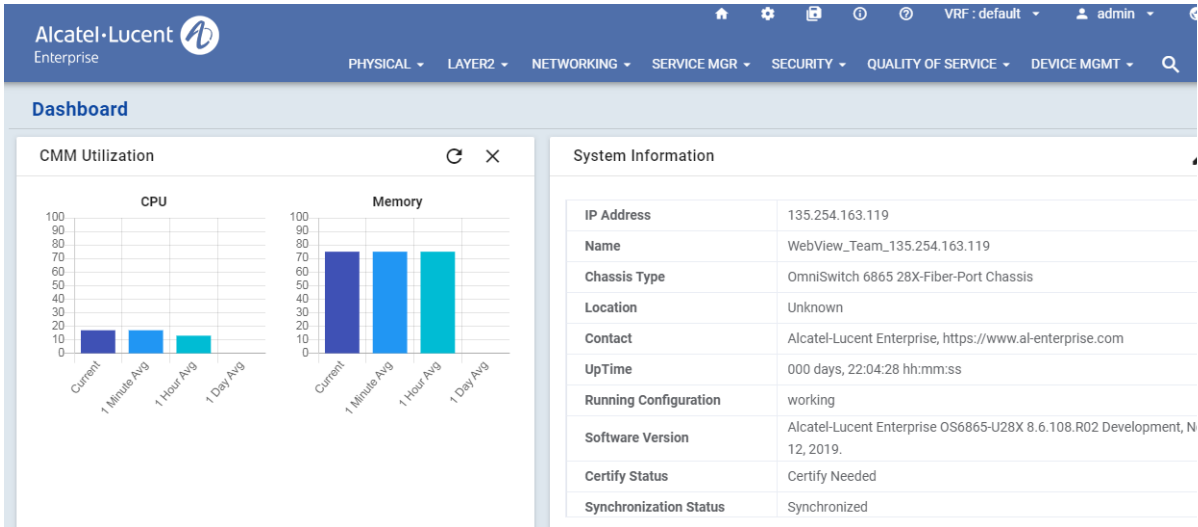 VRF : default
admin
Alcatel·Lucent
Enterprise
PHYSICAL LAYER2 NETWORKING SERVICE MGR SECURITY QUALITY OF SERVICE DEVICE MGMT
Dashboard
CMM Utilization
CPU
100
90
80
70
60
50
40
30
20
10
0
Current
1 Minute Avg
1 Hour Avg
1 Day Avg
Memory
100
90
80
70
60
50
40
30
20
10
0
Current
1 Minute Avg
1 Hour Avg
1 Day Avg
System Information
IP Address 135.254.163.119
Name WebView_Team_135.254.163.119
Chassis Type OmniSwitch 6865 28X-Fiber-Port Chassis
Location Unknown
Contact Alcatel-Lucent Enterprise, https://www.al-enterprise.com
UpTime 000 days, 22:04:28 hh:mm:ss
Running Configuration working
Software Version Alcatel-Lucent Enterprise OS6865-U28X 8.6.108.R02 Development,
12, 2019.
Certify Status Certify Needed
Synchronization Status Synchronized